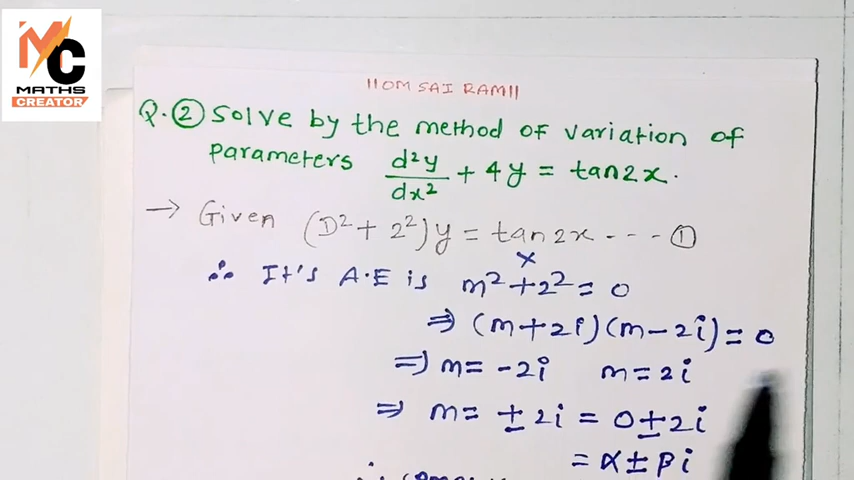 MC
MATHS
CREATOR
||OM SAI RAM||
Q.② Solve by the method of variation of
parameters d²y/dx² + 4y = tan2x.
→ Given (D² + 2²)y = tan2x --- ①
∴ It's A.E is m² + 2² = 0
⇒ (m+2i)(m-2i) = 0
⇒ m = -2i m = 2i
⇒ m = ± 2i = 0 ± 2i
= α ± βi